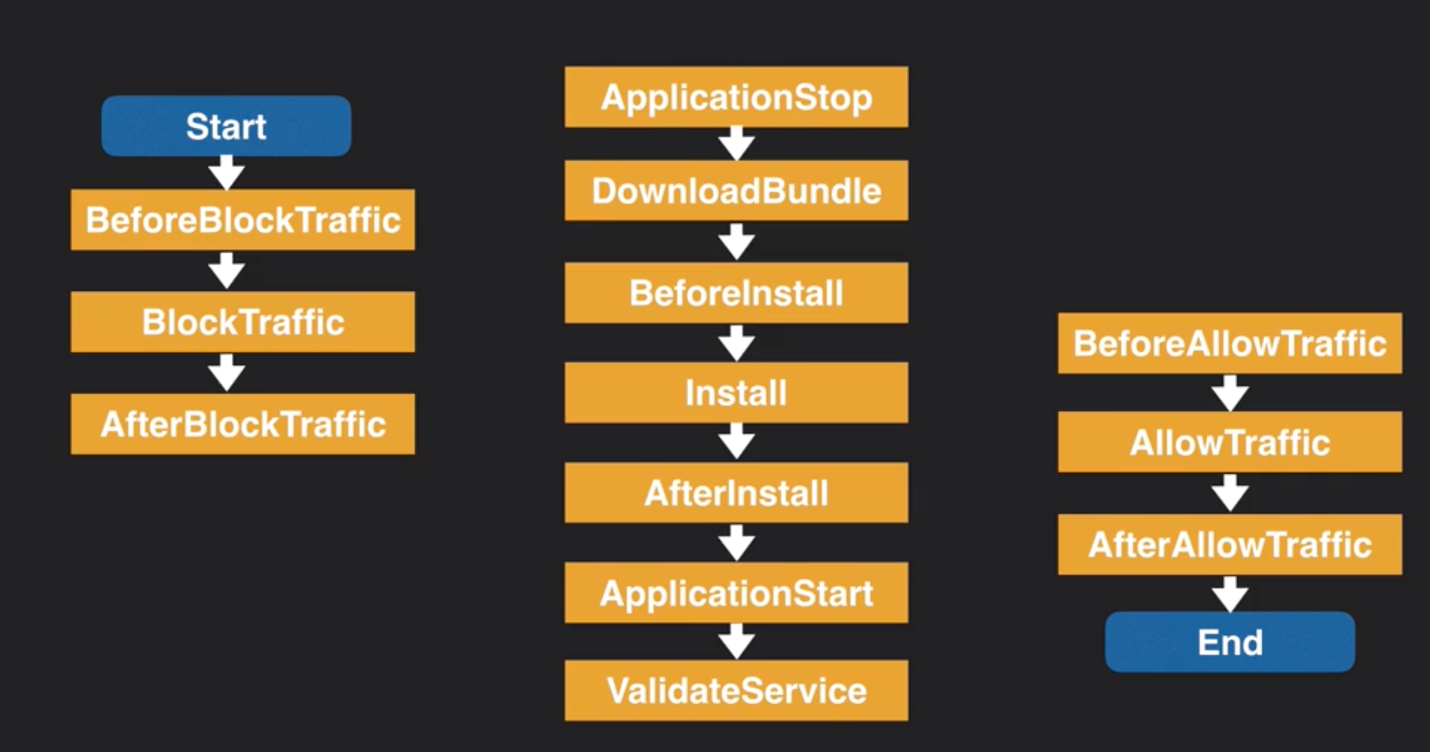 Start
BeforeBlockTraffic
BlockTraffic
AfterBlockTraffic
ApplicationStop
DownloadBundle
BeforeInstall
Install
AfterInstall
ApplicationStart
ValidateService
BeforeAllowTraffic
AllowTraffic
AfterAllowTraffic
End